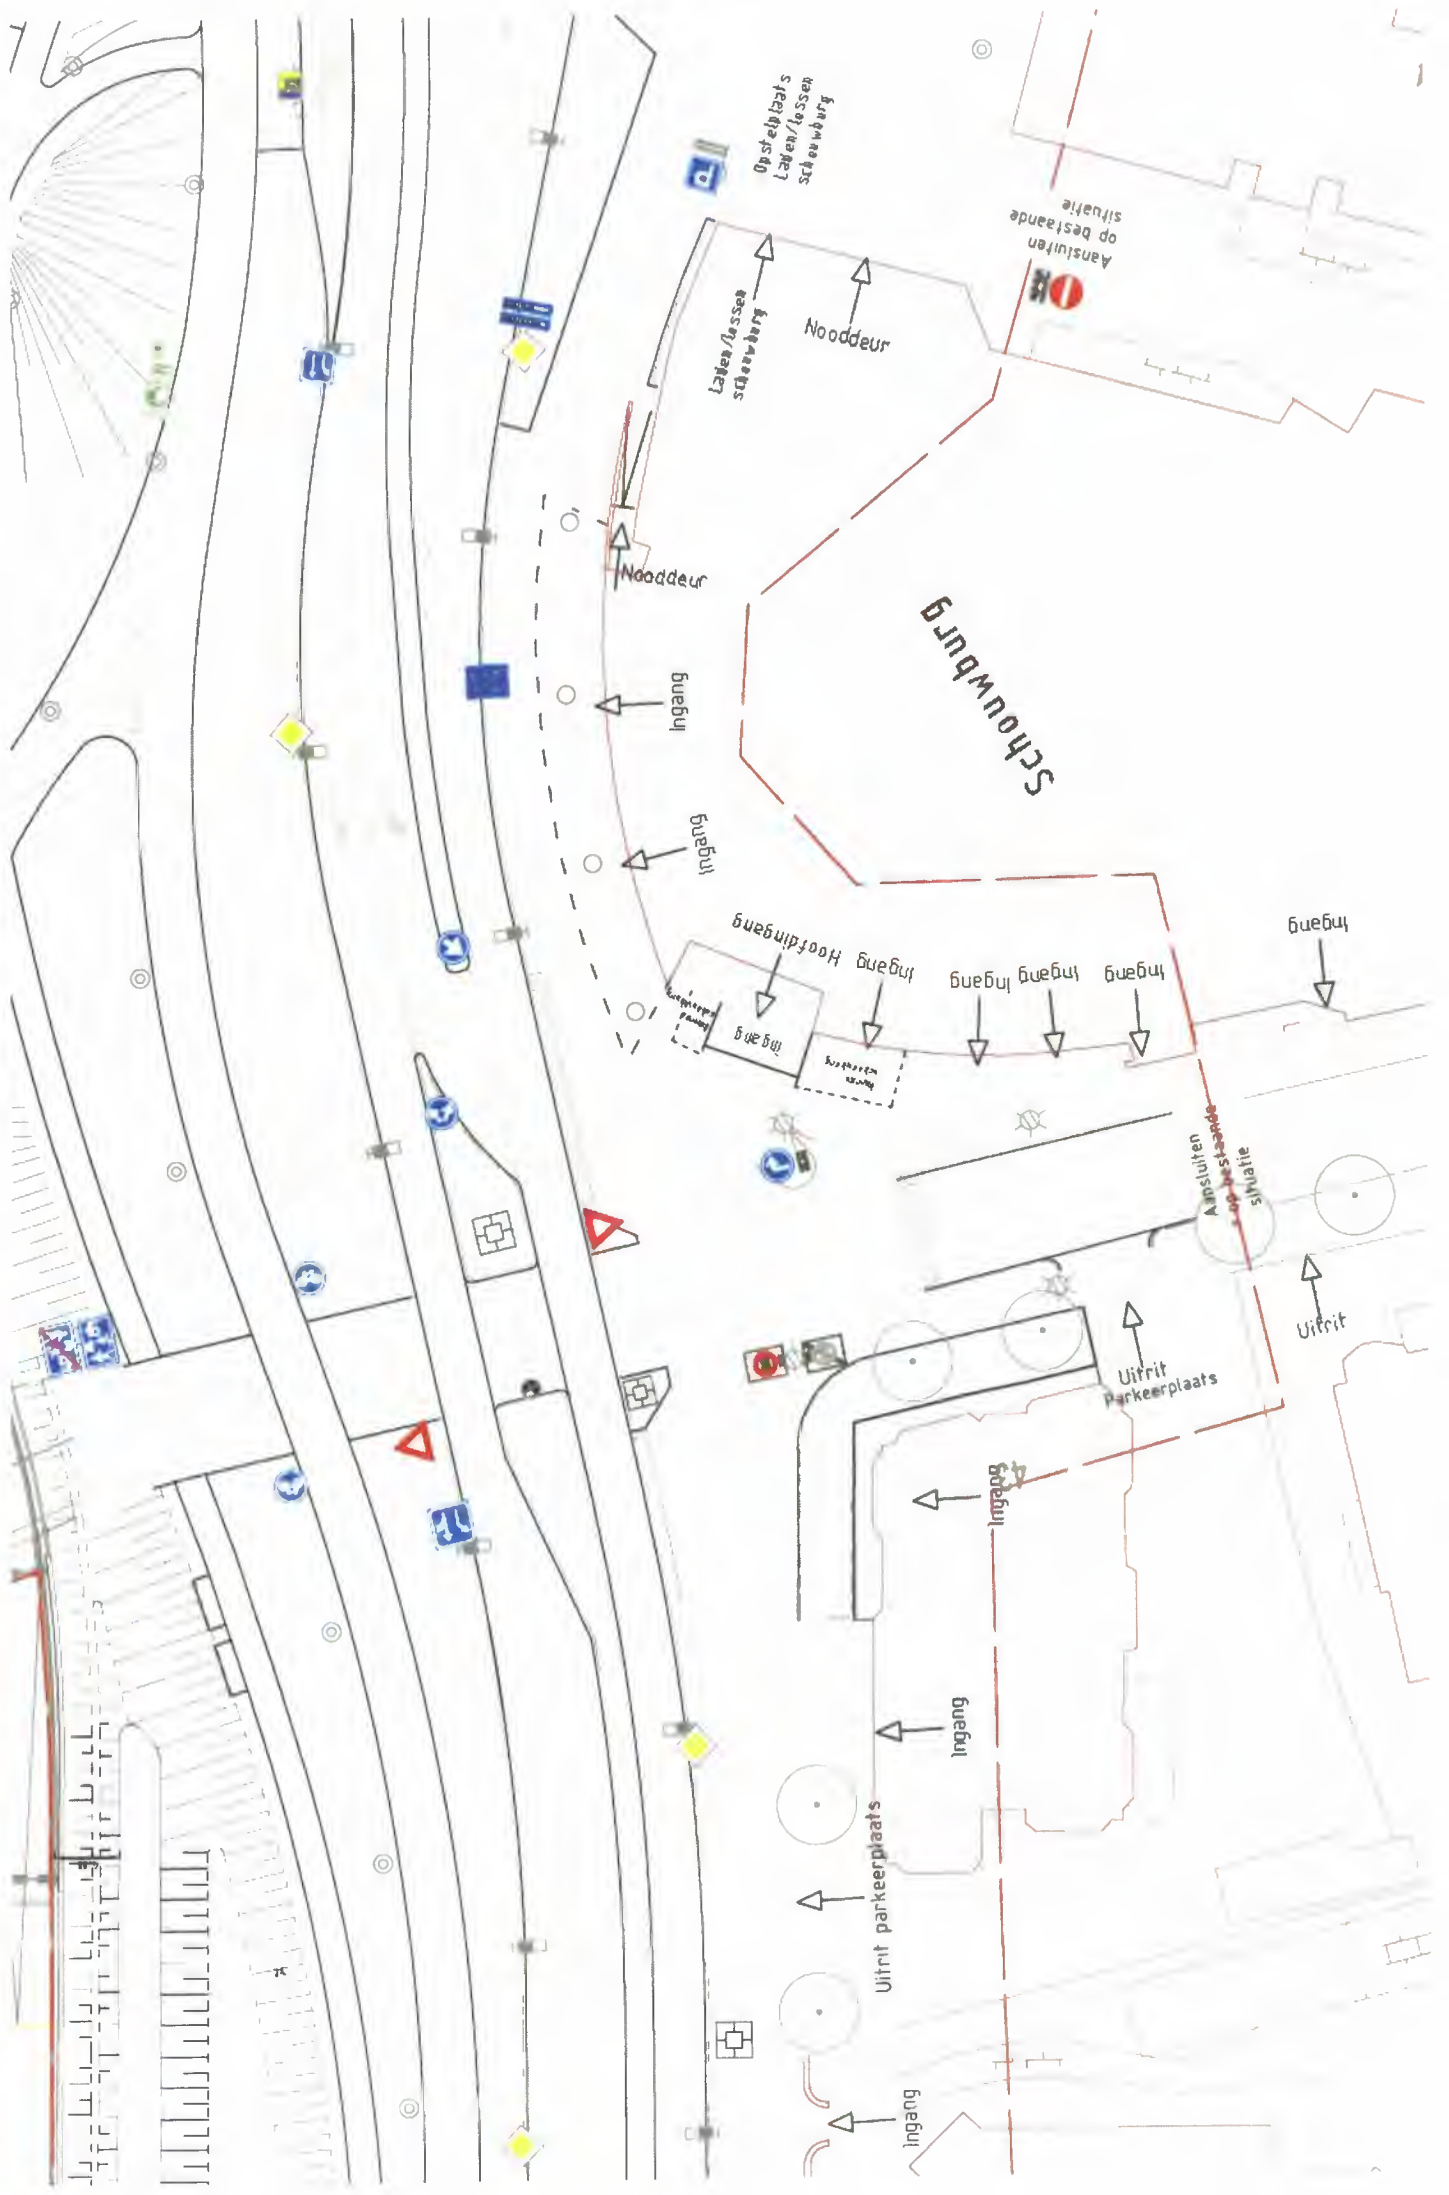 Opstelplaats
Laden/lossen
schouwburg
Aansluiten
op bestaande
situatie
Laden/lossen
schouwburg
Nooddeur
Nooddeur
Schouwburg
Ingang
Ingang
Hoofdingang
Ingang
Ingang
Ingang
Ingang
Ingang
ingang
Aansluiten
op bestaande
situatie
Uitrit
Uitrit
Parkeerplaats
Ingang
43
Ingang
Uitrit parkeerplaats
Ingang